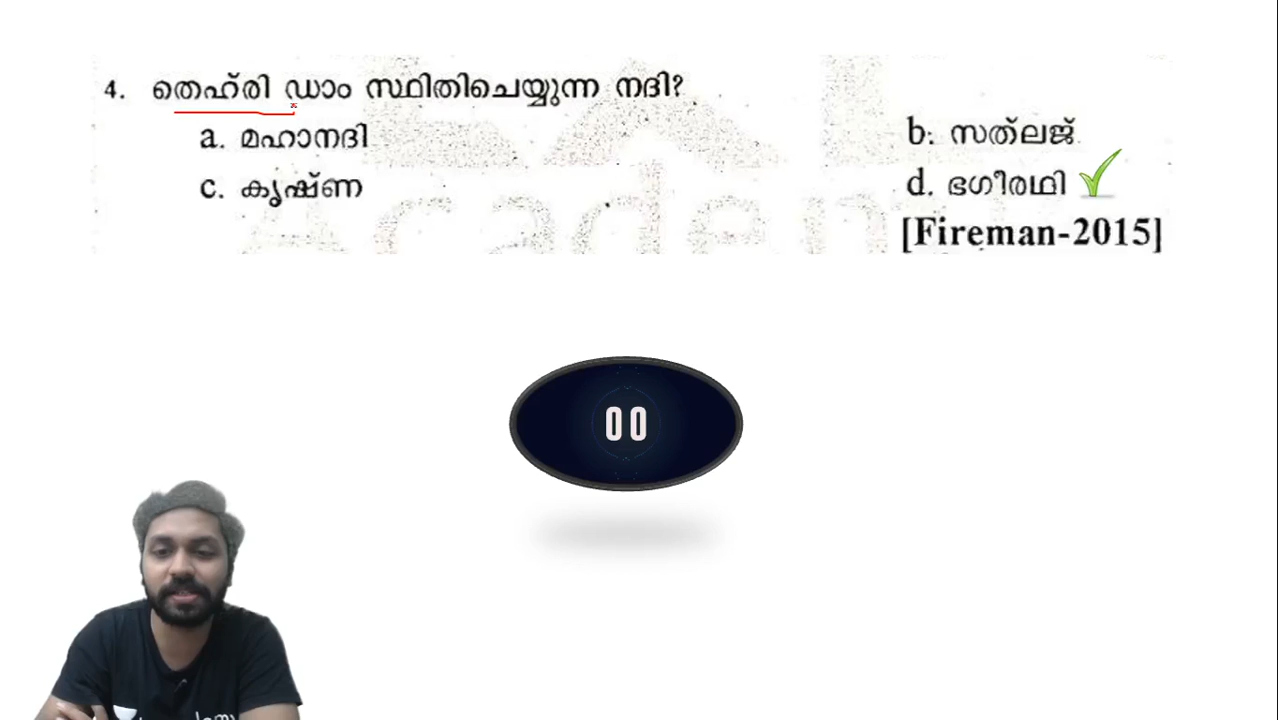 4. തെഹ്‌രി ഡാം സ്ഥിതിചെയ്യുന്ന നദി?
a. മഹാനദി b. സത്‌ലജ്
c. കൃഷ്ണ d. ഭഗീരഥി
[Fireman-2015]
00